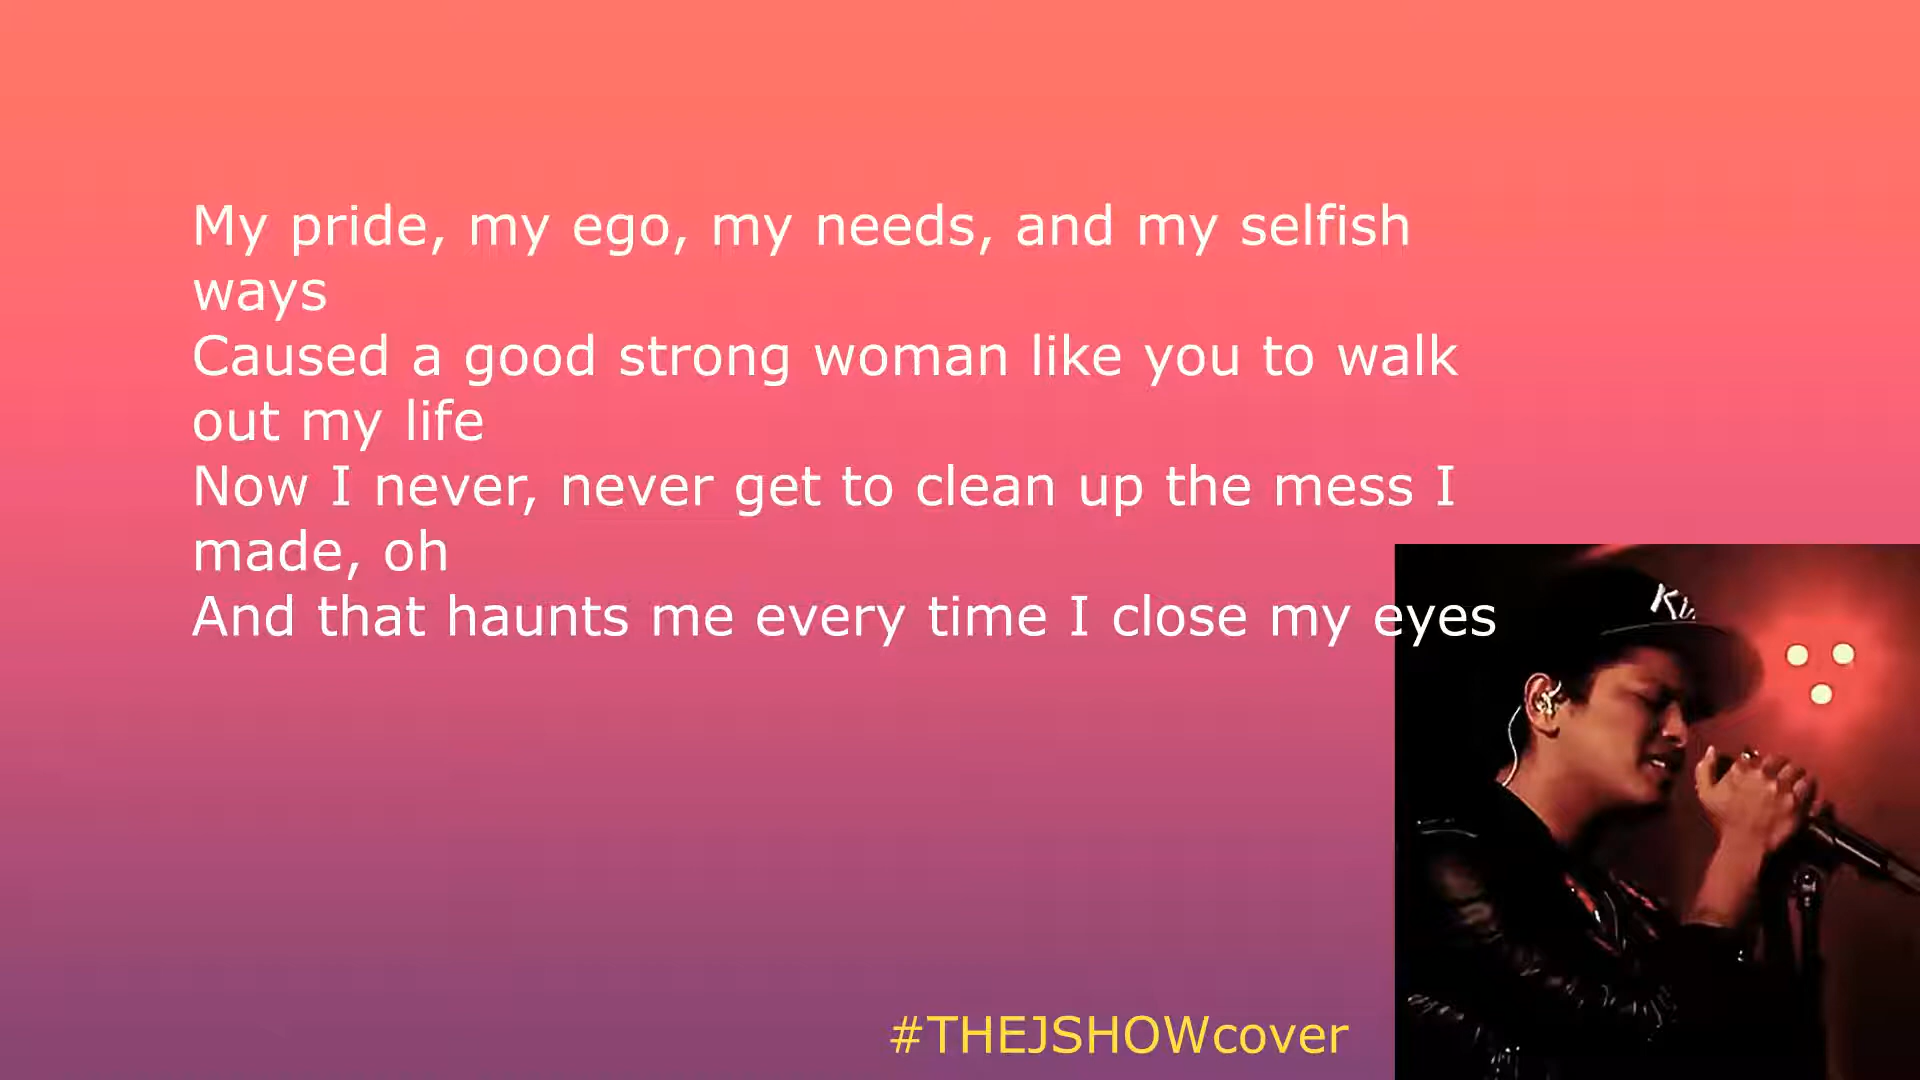 My pride, my ego, my needs, and my selfish
ways
Caused a good strong woman like you to walk
out my life
Now I never, never get to clean up the mess I
made, oh
And that haunts me every time I close my eyes
#THEJSHOWcover